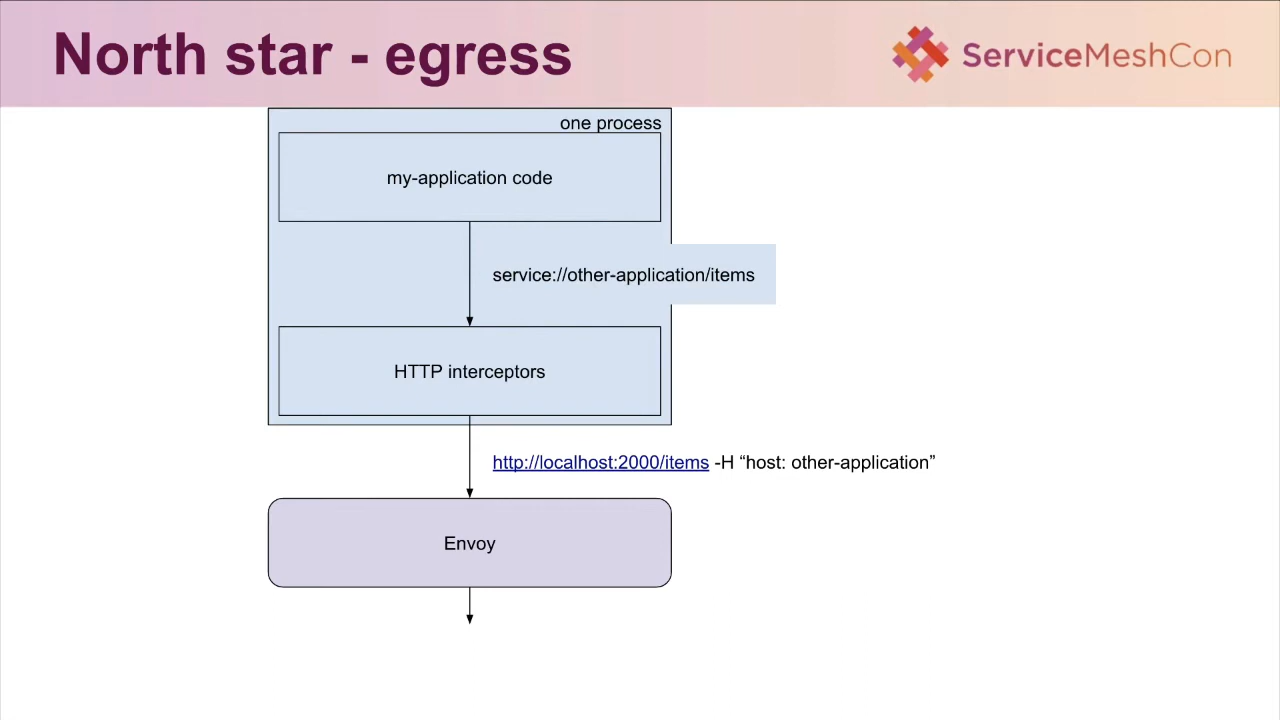 North star - egress
ServiceMeshCon
one process
my-application code
service://other-application/items
HTTP interceptors
http://localhost:2000/items -H “host: other-application”
Envoy